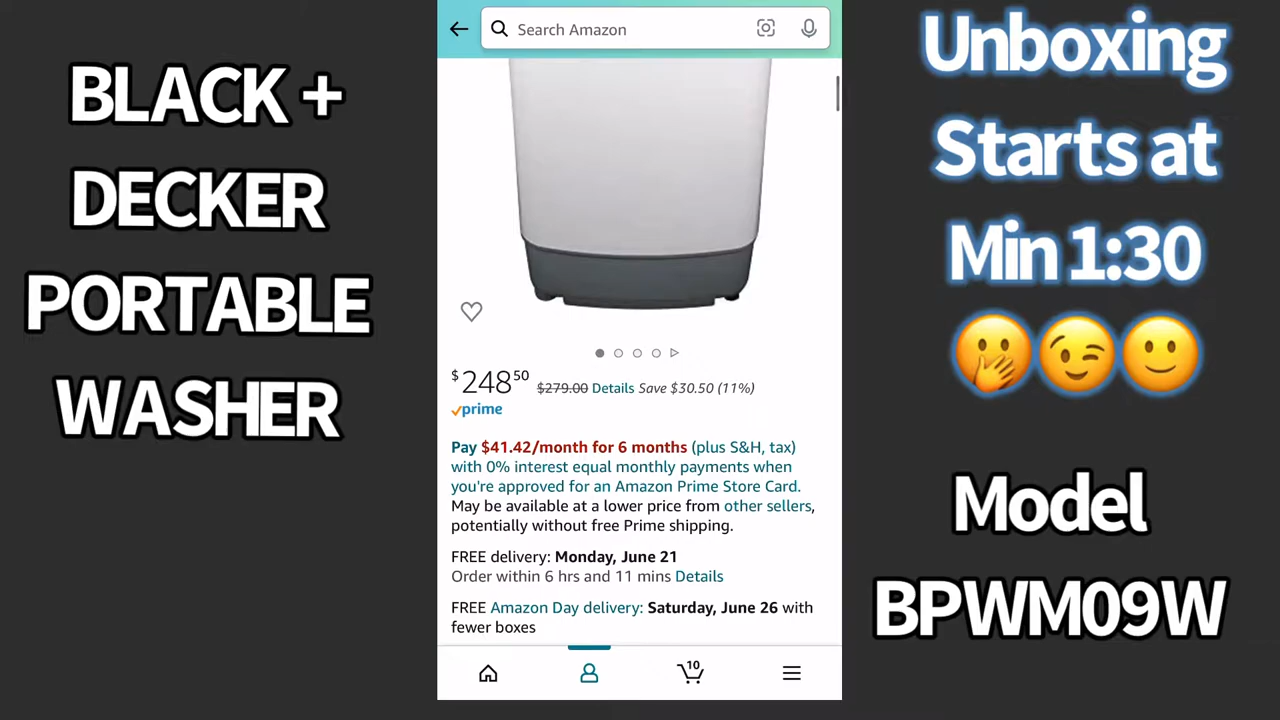 BLACK +
DECKER
PORTABLE
WASHER
Search Amazon
$248.50 $279.00 Details Save $30.50 (11%)
prime
Pay $41.42/month for 6 months (plus S&H, tax)
with 0% interest equal monthly payments when
you're approved for an Amazon Prime Store Card.
May be available at a lower price from other sellers,
potentially without free Prime shipping.
FREE delivery: Monday, June 21
Order within 6 hrs and 11 mins Details
FREE Amazon Day delivery: Saturday, June 26 with
fewer boxes
10
Unboxing
Starts at
Min 1:30
🤭😉🙂
Model
BPWM09W